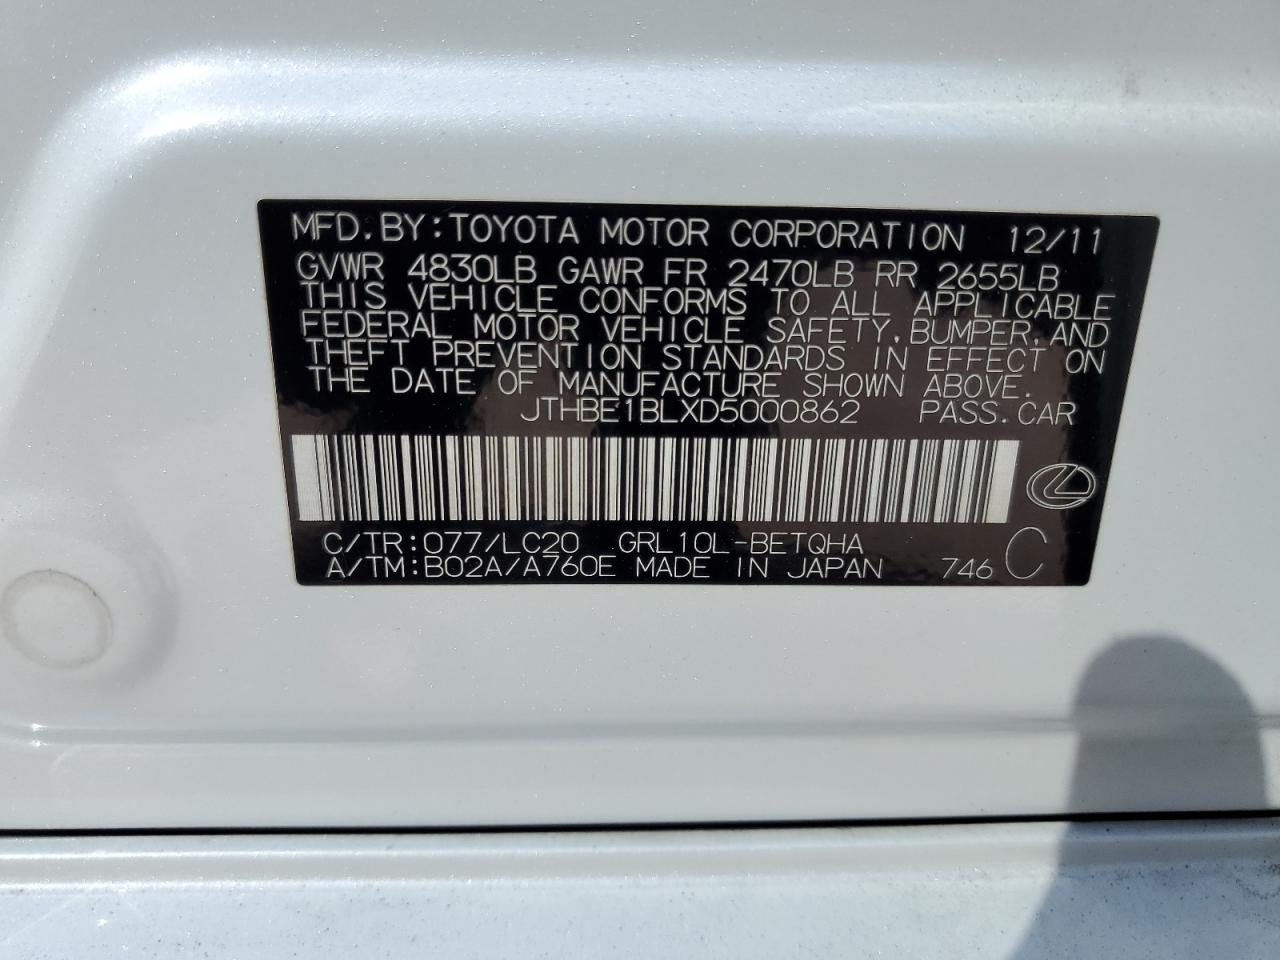 MFD. BY: TOYOTA MOTOR CORPORATION 12/11
GVWR 4830LB GAWR FR 2470LB RR 2655LB
THIS VEHICLE CONFORMS TO ALL APPLICABLE
FEDERAL MOTOR VEHICLE SAFETY, BUMPER, AND
THEFT PREVENTION STANDARDS IN EFFECT ON
THE DATE OF MANUFACTURE SHOWN ABOVE.
JTHBE1BLXD5000862 PASS. CAR
C/TR: 077/LC20 GRL10L-BETQHA
A/TM: B02A/A760E MADE IN JAPAN 746 C